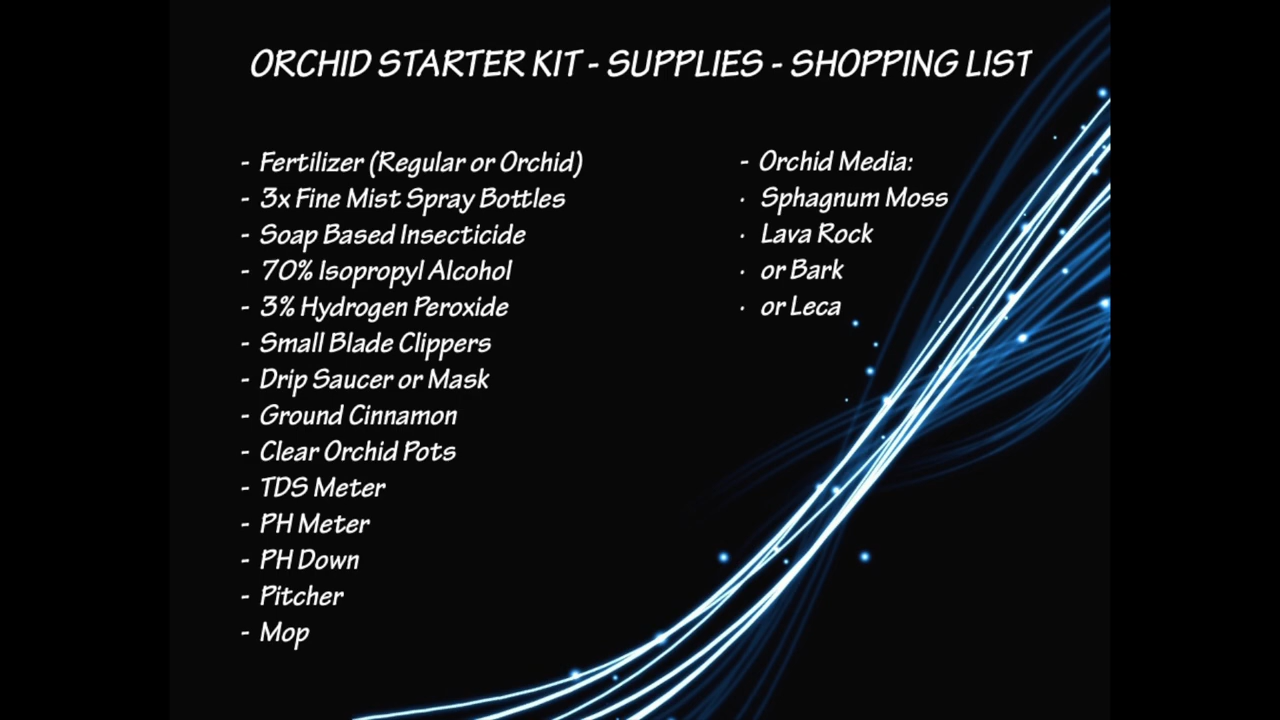 ORCHID STARTER KIT - SUPPLIES - SHOPPING LIST
- Fertilizer (Regular or Orchid)
- 3x Fine Mist Spray Bottles
- Soap Based Insecticide
- 70% Isopropyl Alcohol
- 3% Hydrogen Peroxide
- Small Blade Clippers
- Drip Saucer or Mask
- Ground Cinnamon
- Clear Orchid Pots
- TDS Meter
- PH Meter
- PH Down
- Pitcher
- Mop
- Orchid Media:
· Sphagnum Moss
· Lava Rock
· or Bark
· or Leca